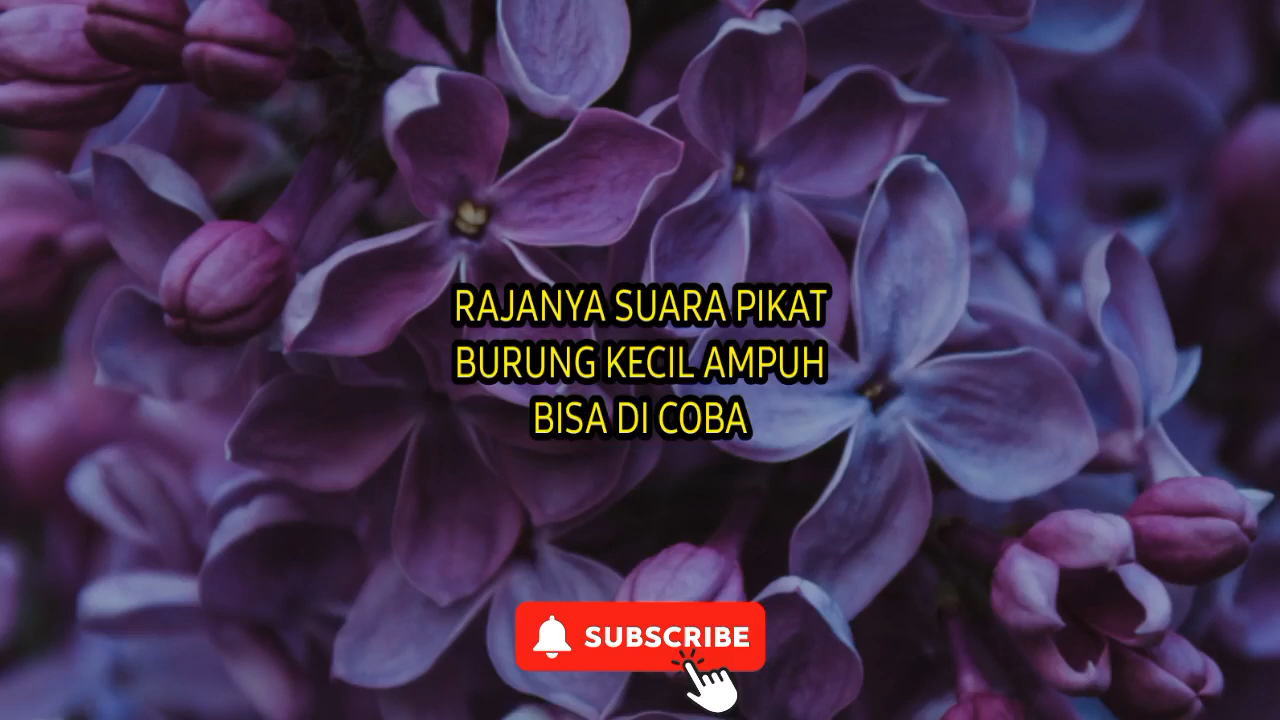 RAJANYA SUARA PIKAT
BURUNG KECIL AMPUH
BISA DI COBA
SUBSCRIBE